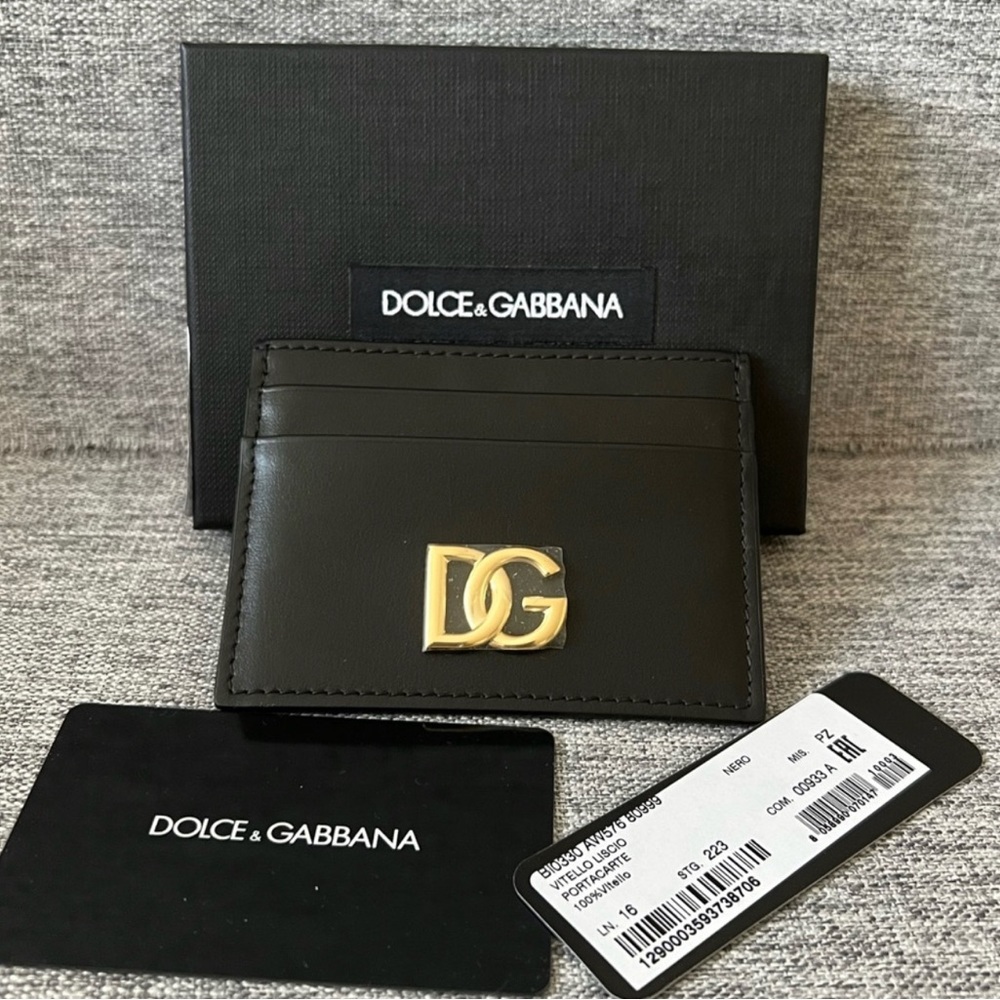 DOLCE&GABBANA
DG
DOLCE & GABBANA
BI0330 AW576 80999
VITELLO LISCIO
PORTACARTE
100%Vitello
NERO
MIS. PZ
COM. 00933 A EAC
LN. 16
STG. 223
1290003593738706